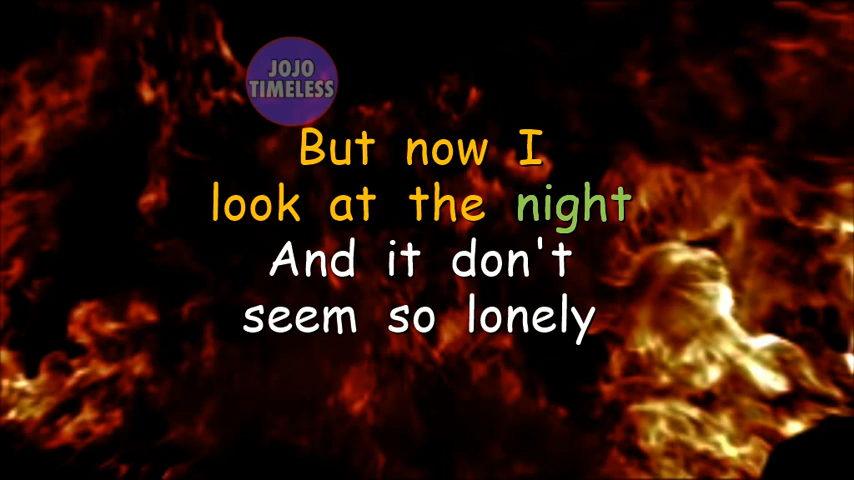 JOJO
TIMELESS
But now I
look at the night
And it don't
seem so lonely